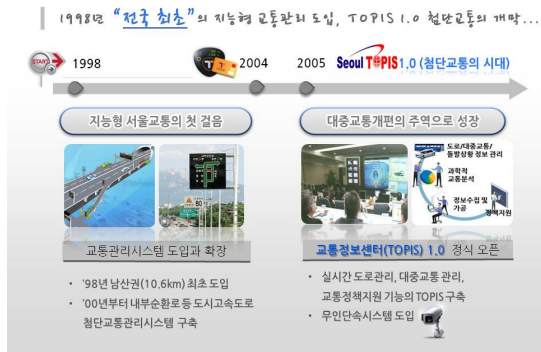 1998년 “전국 최초”의 지능형 교통관리 도입, TOPIS 1.0 첨단교통의 개막...
START
1998
2004
2005
Seoul TOPIS 1.0 (첨단교통의 시대)
지능형 서울교통의 첫 걸음
대중교통개편의 주역으로 성장
도로/대중교통/
돌발상황 정보 관리
과학적
교통분석
정보수집 및
가공
정책지원
교통관리시스템 도입과 확장
교통정보센터(TOPIS) 1.0 정식 오픈
• '98년 남산권(10.6km) 최초 도입
• '00년부터 내부순환로 등 도시고속도로
첨단교통관리시스템 구축
• 실시간 도로관리, 대중교통 관리,
교통정책지원 기능의 TOPIS 구축
• 무인단속시스템 도입